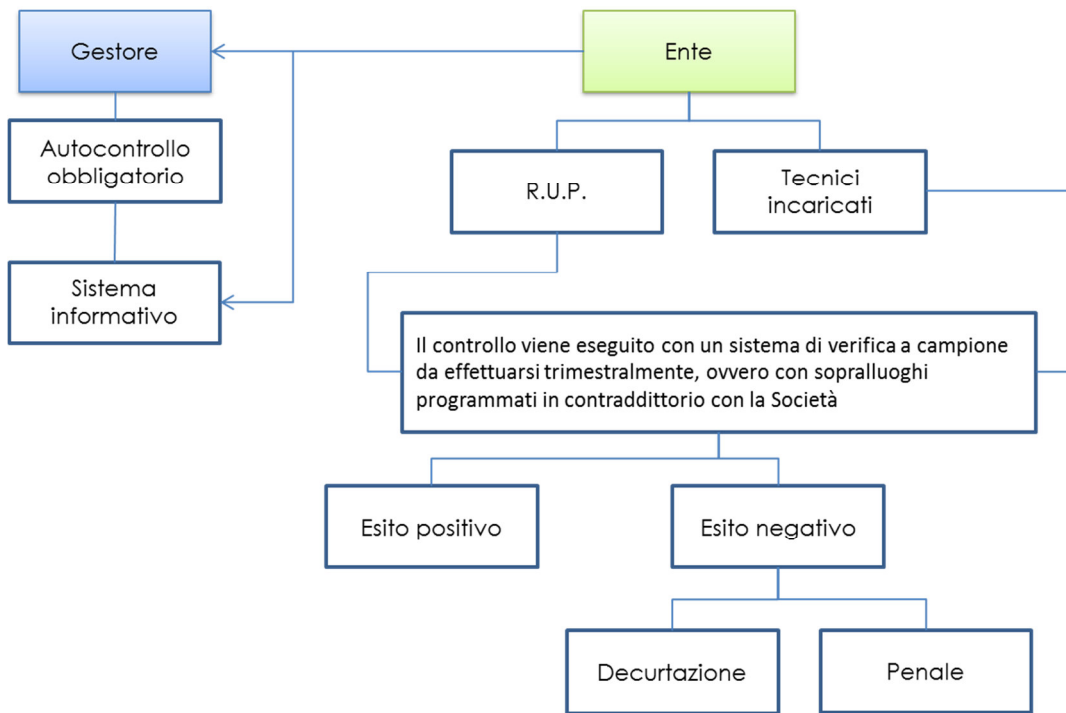 Gestore
Ente
Autocontrollo
obbligatorio
R.U.P.
Tecnici
incaricati
Sistema
informativo
Il controllo viene eseguito con un sistema di verifica a campione
da effettuarsi trimestralmente, ovvero con sopralluoghi
programmati in contraddittorio con la Società
Esito positivo
Esito negativo
Decurtazione
Penale